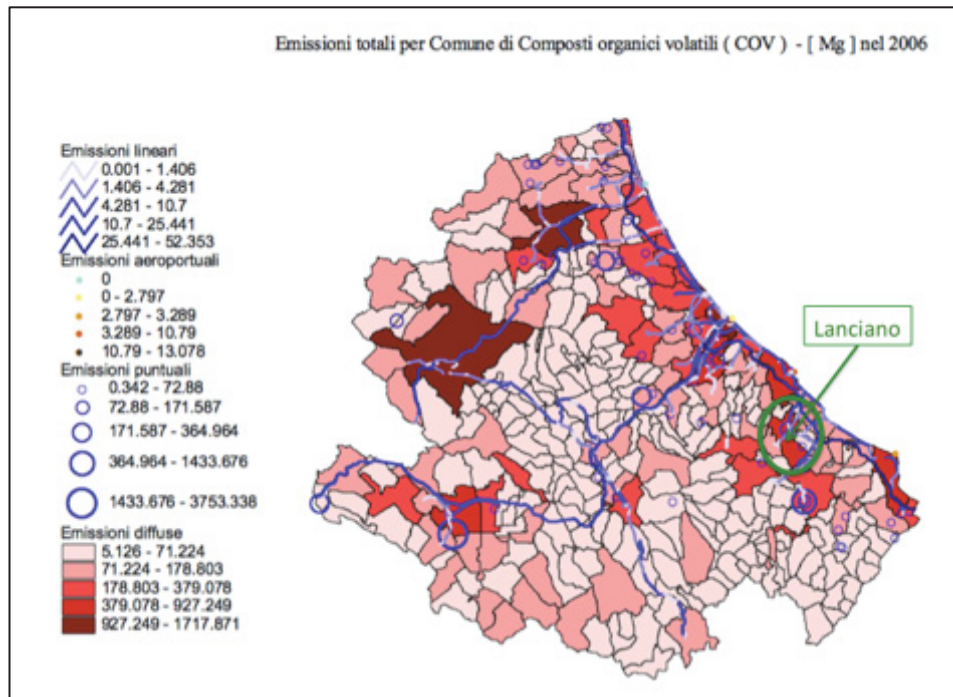 Emissioni totali per Comune di Composti organici volatili ( COV ) - [ Mg ] nel 2006
Emissioni lineari
0.001 - 1.406
1.406 - 4.281
4.281 - 10.7
10.7 - 25.441
25.441 - 52.353
Emissioni aeroportuali
0
0 - 2.797
2.797 - 3.289
3.289 - 10.79
10.79 - 13.078
Emissioni puntuali
0.342 - 72.88
72.88 - 171.587
171.587 - 364.964
364.964 - 1433.676
1433.676 - 3753.338
Emissioni diffuse
5.126 - 71.224
71.224 - 178.803
178.803 - 379.078
379.078 - 927.249
927.249 - 1717.871
Lanciano